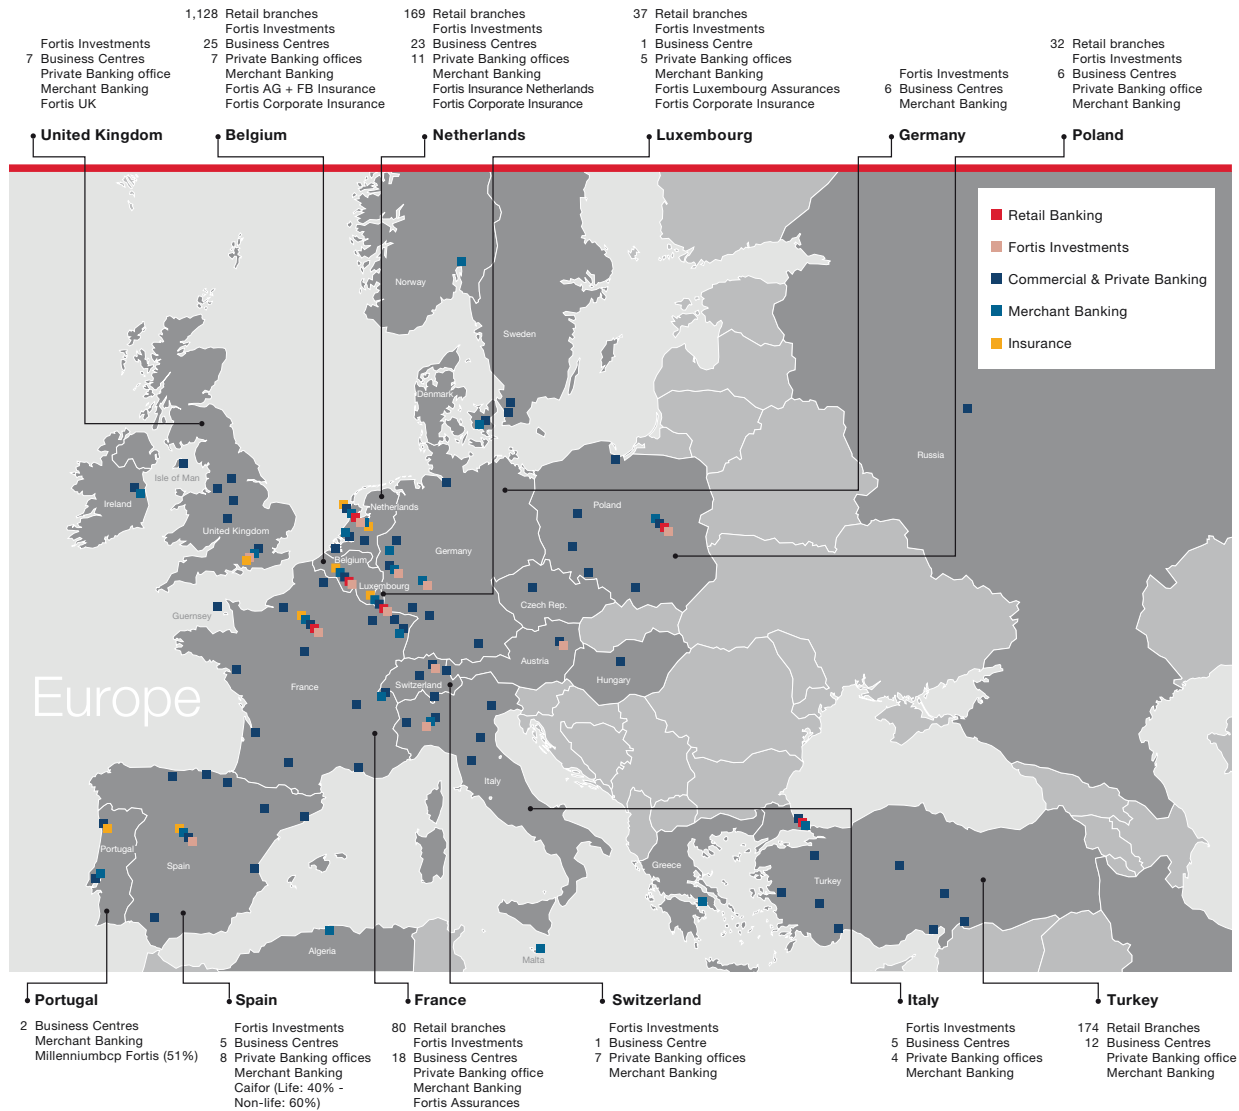 Fortis Investments
7 Business Centres
Private Banking office
Merchant Banking
Fortis UK
United Kingdom
1,128 Retail branches
Fortis Investments
25 Business Centres
7 Private Banking offices
Merchant Banking
Fortis AG + FB Insurance
Fortis Corporate Insurance
Belgium
169 Retail branches
Fortis Investments
23 Business Centres
11 Private Banking offices
Merchant Banking
Fortis Insurance Netherlands
Fortis Corporate Insurance
Netherlands
37 Retail branches
Fortis Investments
1 Business Centre
5 Private Banking offices
Merchant Banking
Fortis Luxembourg Assurances
Fortis Corporate Insurance
Luxembourg
Fortis Investments
6 Business Centres
Merchant Banking
Germany
32 Retail branches
Fortis Investments
6 Business Centres
Private Banking office
Merchant Banking
Poland
Retail Banking
Fortis Investments
Commercial & Private Banking
Merchant Banking
Insurance
Norway
Sweden
Denmark
Russia
Isle of Man
Ireland
United Kingdom
Netherlands
Poland
Germany
Belgium
Luxembourg
Guernsey
Czech Rep.
Austria
Hungary
France
Switzerland
Europe
Italy
Portugal
Spain
Greece
Turkey
Algeria
Malta
Portugal
2 Business Centres
Merchant Banking
Millenniumbcp Fortis (51%)
Spain
Fortis Investments
5 Business Centres
8 Private Banking offices
Merchant Banking
Caifor (Life: 40% -
Non-life: 60%)
France
80 Retail branches
Fortis Investments
18 Business Centres
Private Banking office
Merchant Banking
Fortis Assurances
Switzerland
Fortis Investments
1 Business Centre
7 Private Banking offices
Merchant Banking
Italy
Fortis Investments
5 Business Centres
4 Private Banking offices
Merchant Banking
Turkey
174 Retail Branches
12 Business Centres
Private Banking office
Merchant Banking